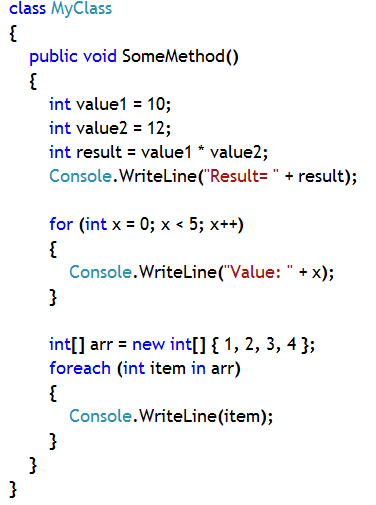 class MyClass
{
public void SomeMethod()
{
int value1 = 10;
int value2 = 12;
int result = value1 * value2;
Console.WriteLine("Result= " + result);
for (int x = 0; x < 5; x++)
{
Console.WriteLine("Value: " + x);
}
int[] arr = new int[] { 1, 2, 3, 4 };
foreach (int item in arr)
{
Console.WriteLine(item);
}
}
}